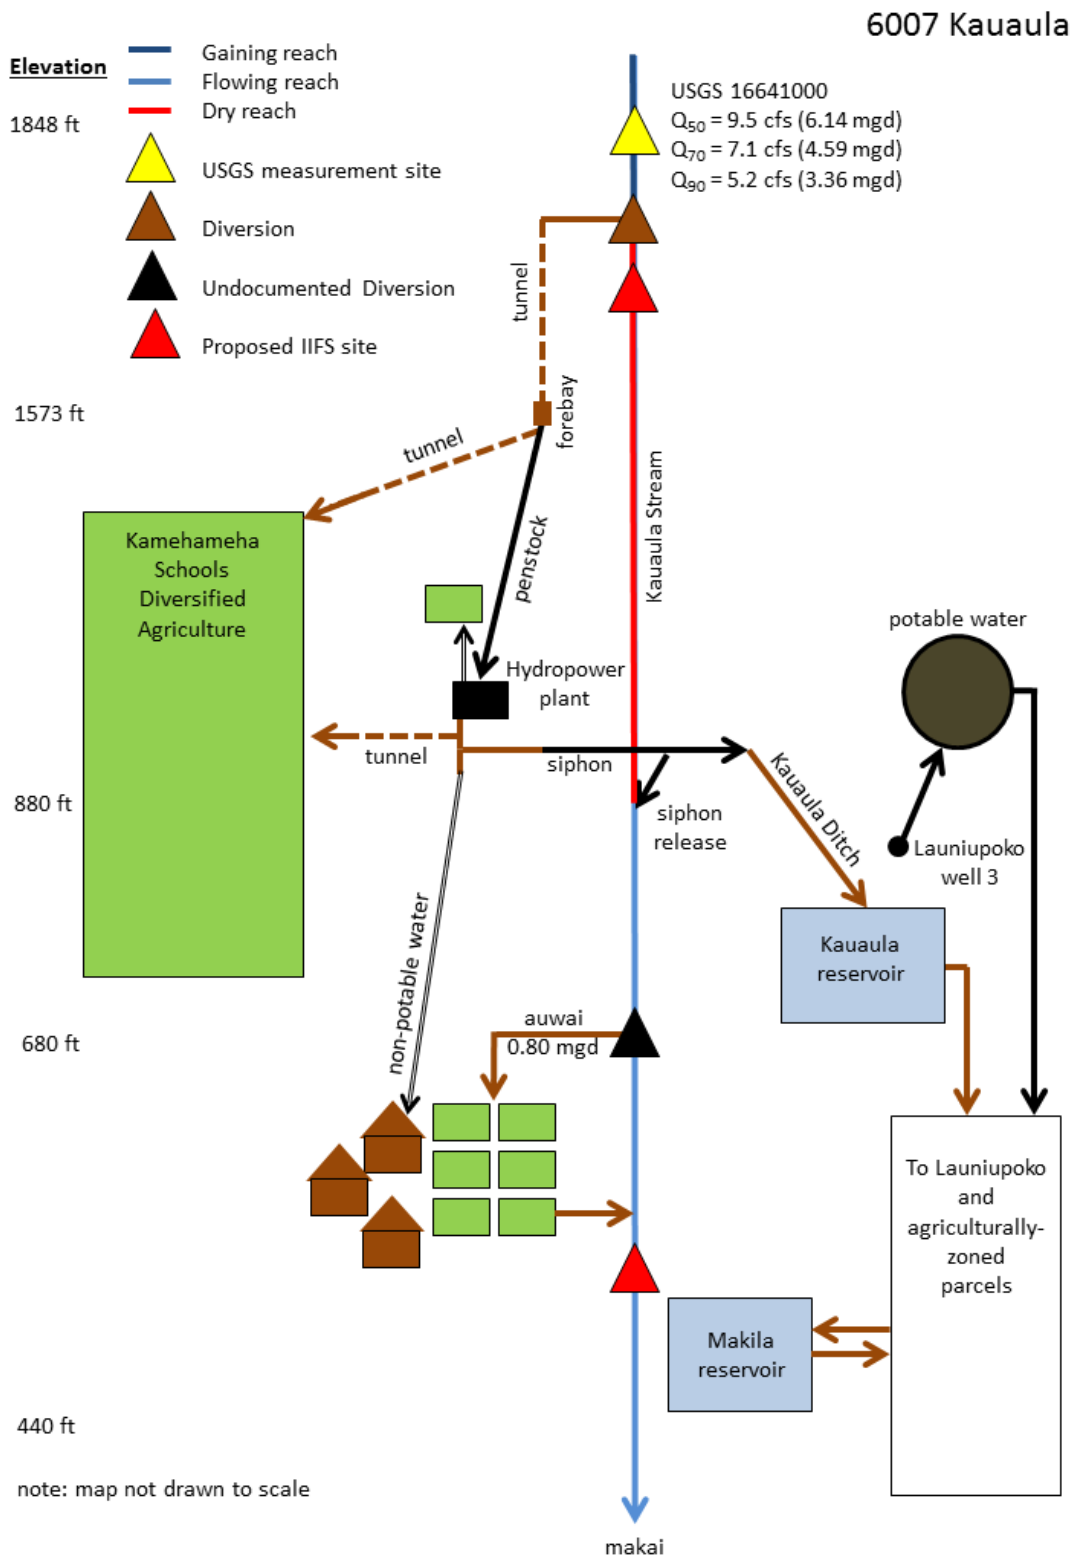 6007 Kauaula
Elevation
Gaining reach
Flowing reach
Dry reach
USGS measurement site
Diversion
Undocumented Diversion
Proposed IIFS site
USGS 16641000
Q50 = 9.5 cfs (6.14 mgd)
Q70 = 7.1 cfs (4.59 mgd)
Q90 = 5.2 cfs (3.36 mgd)
1848 ft
tunnel
forebay
1573 ft
tunnel
Kauaula Stream
penstock
Kamehameha
Schools
Diversified
Agriculture
potable water
Hydropower
plant
tunnel
siphon
Kauaula Ditch
880 ft
siphon
release
Launiupoko
well 3
non-potable water
Kauaula
reservoir
680 ft
auwai
0.80 mgd
To Launiupoko
and
agriculturally-
zoned
parcels
Makila
reservoir
440 ft
note: map not drawn to scale
makai